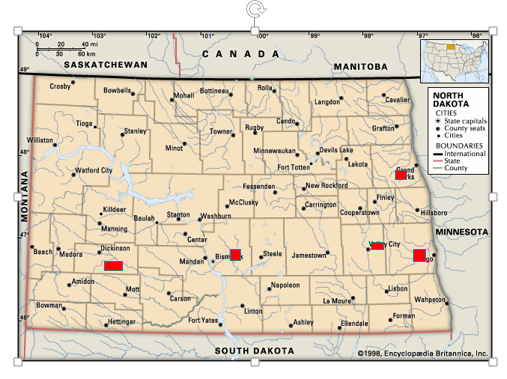 104° 103° 102° 101° 100° 99° 98° 97° 96°
0 20 40 mi
0 30 60 km
CANADA
SASKATCHEWAN
MANITOBA
49°
Crosby
Bowbells
Mohall
Bottineau
Rolla
Langdon
Cavalier
NORTH
DAKOTA
CITIES
State capitals
County seats
Cities
BOUNDARIES
International
State
County
Tioga
Stanley
Towner
Rugby
Cando
Grafton
Williston
Minot
Minnewaukan
Devils Lake
Lakota
48°
Fort Totten
Watford City
Fessenden
New Rockford
Finley
McClusky
Carrington
Cooperstown
Hillsboro
Killdeer
Beulah
Stanton
Washburn
Manning
MONTANA
MINNESOTA
47°
Center
Beach
Medora
Dickinson
Mandan
Steele
Jamestown
City
Amidon
Mott
Carson
Napoleon
La Moure
Lisbon
Wahpeton
Bowman
Linton
Forman
46°
Hettinger
Fort Yates
Ashley
Ellendale
SOUTH DAKOTA
©1998, Encyclopædia Britannica, Inc.